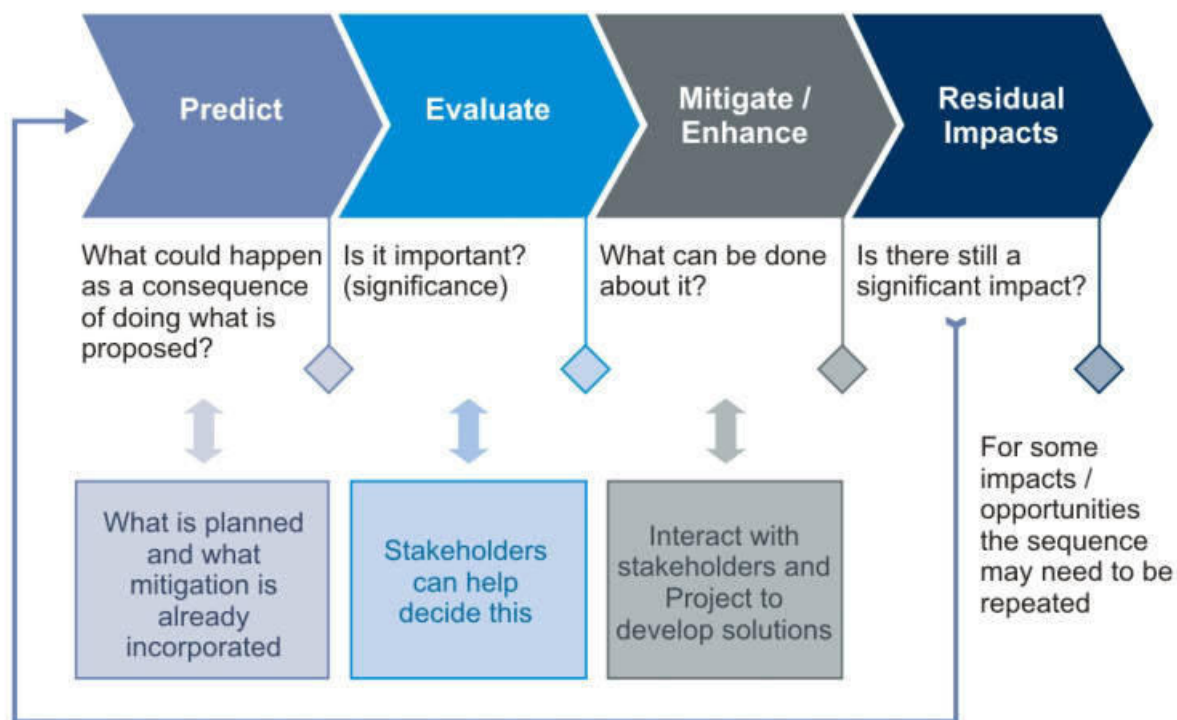 Predict
Evaluate
Mitigate /
Enhance
Residual
Impacts
What could happen
as a consequence
of doing what is
proposed?
Is it important?
(significance)
What can be done
about it?
Is there still a
significant impact?
What is planned
and what
mitigation is
already
incorporated
Stakeholders
can help
decide this
Interact with
stakeholders and
Project to
develop solutions
For some
impacts /
opportunities
the sequence
may need to be
repeated